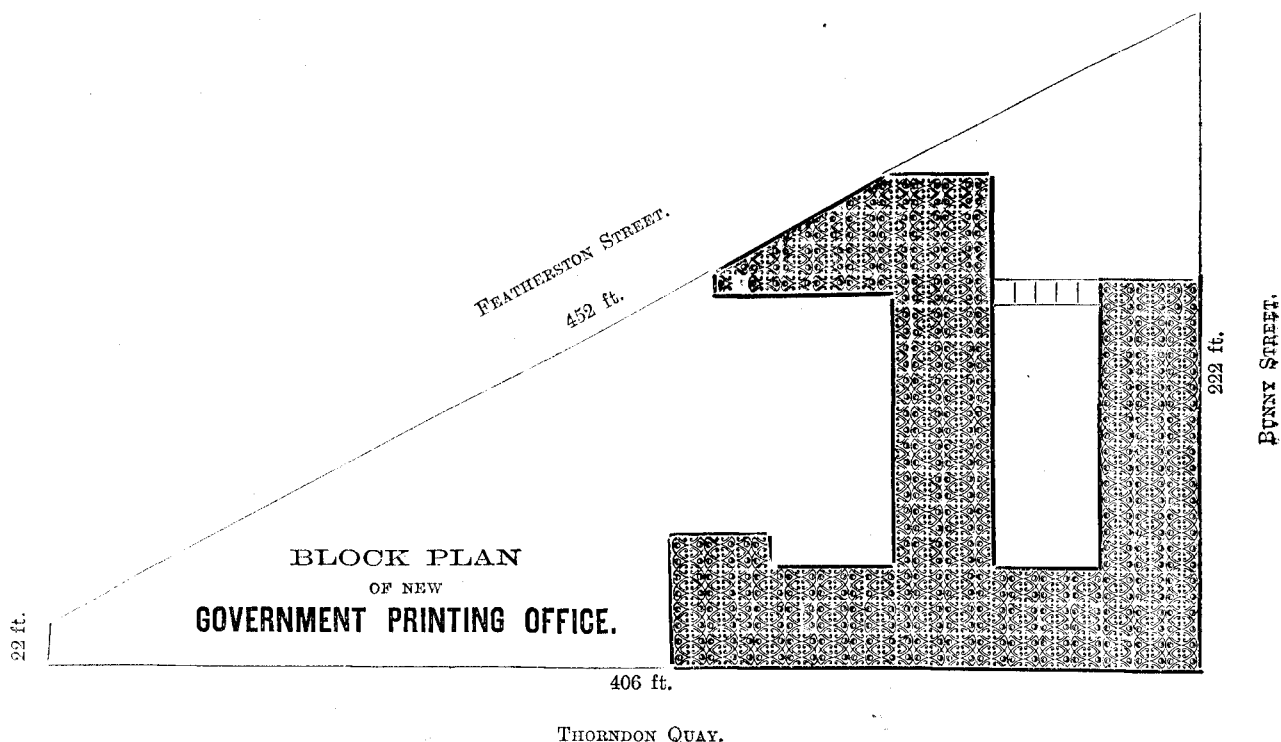 FEATHERSTON STREET.
452 ft.
BUNNY STREET.
222 ft.
BLOCK PLAN
OF NEW
GOVERNMENT PRINTING OFFICE.
22 ft.
406 ft.
THORNDON QUAY.